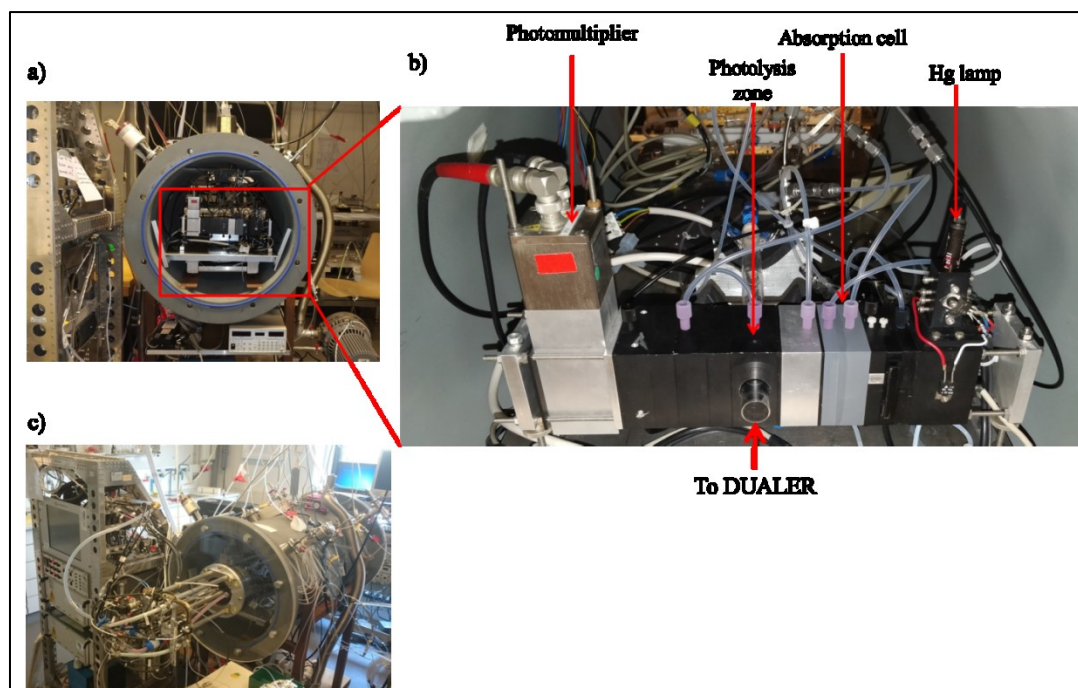 Photomultiplier
Absorption cell
a)
b)
Photolysis
zone
Hg lamp
c)
To DUALER